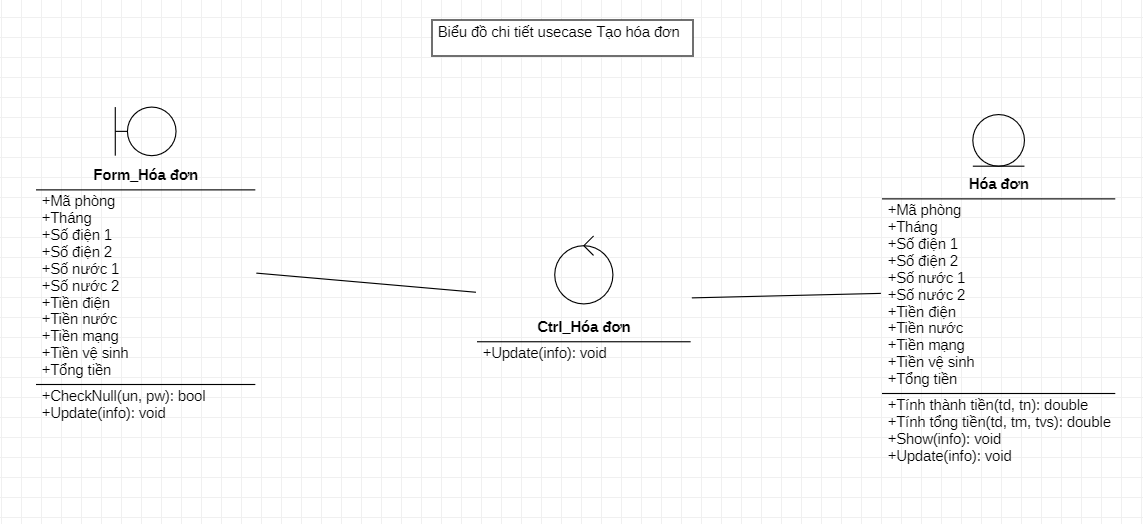 Biểu đồ chi tiết usecase Tạo hóa đơn
Form_Hóa đơn
+Mã phòng
+Tháng
+Số điện 1
+Số điện 2
+Số nước 1
+Số nước 2
+Tiền điện
+Tiền nước
+Tiền mạng
+Tiền vệ sinh
+Tổng tiền
+CheckNull(un, pw): bool
+Update(info): void
Ctrl_Hóa đơn
+Update(info): void
Hóa đơn
+Mã phòng
+Tháng
+Số điện 1
+Số điện 2
+Số nước 1
+Số nước 2
+Tiền điện
+Tiền nước
+Tiền mạng
+Tiền vệ sinh
+Tổng tiền
+Tính thành tiền(td, tn): double
+Tính tổng tiền(td, tm, tvs): double
+Show(info): void
+Update(info): void